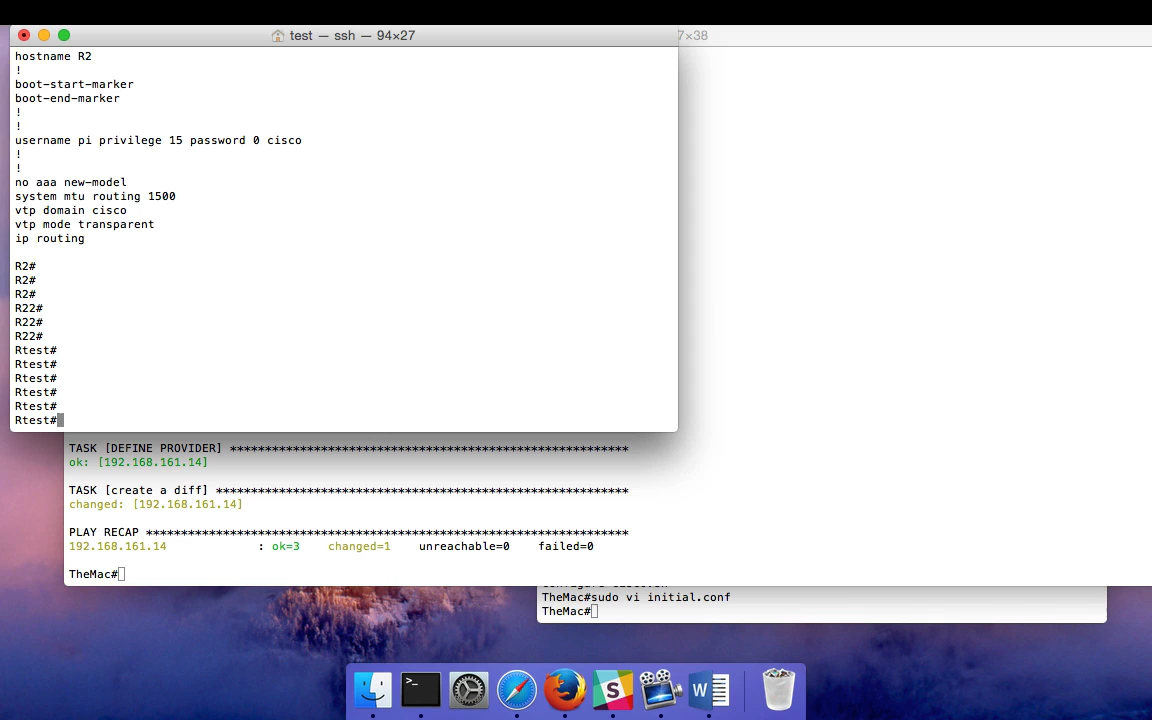 test — ssh — 94×27
7×38
hostname R2
!
boot-start-marker
boot-end-marker
!
!
username pi privilege 15 password 0 cisco
!
!
no aaa new-model
system mtu routing 1500
vtp domain cisco
vtp mode transparent
ip routing
R2#
R2#
R2#
R22#
R22#
R22#
Rtest#
Rtest#
Rtest#
Rtest#
Rtest#
Rtest#
TASK [DEFINE PROVIDER] *********************************************************
ok: [192.168.161.14]
TASK [create a diff] ***********************************************************
changed: [192.168.161.14]
PLAY RECAP *********************************************************************
192.168.161.14 : ok=3 changed=1 unreachable=0 failed=0
TheMac#
TheMac#sudo vi initial.conf
TheMac#
>_
S
W